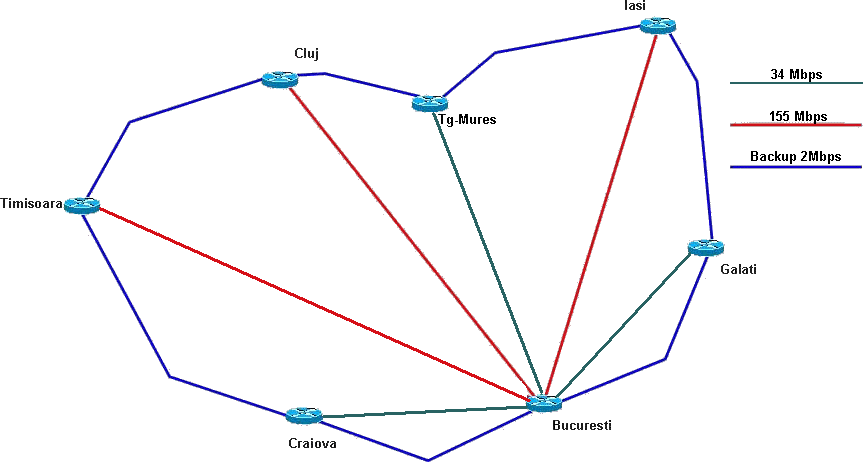 Iasi
Cluj
34 Mbps
Tg-Mures
155 Mbps
Backup 2Mbps
Timisoara
Galati
Bucuresti
Craiova